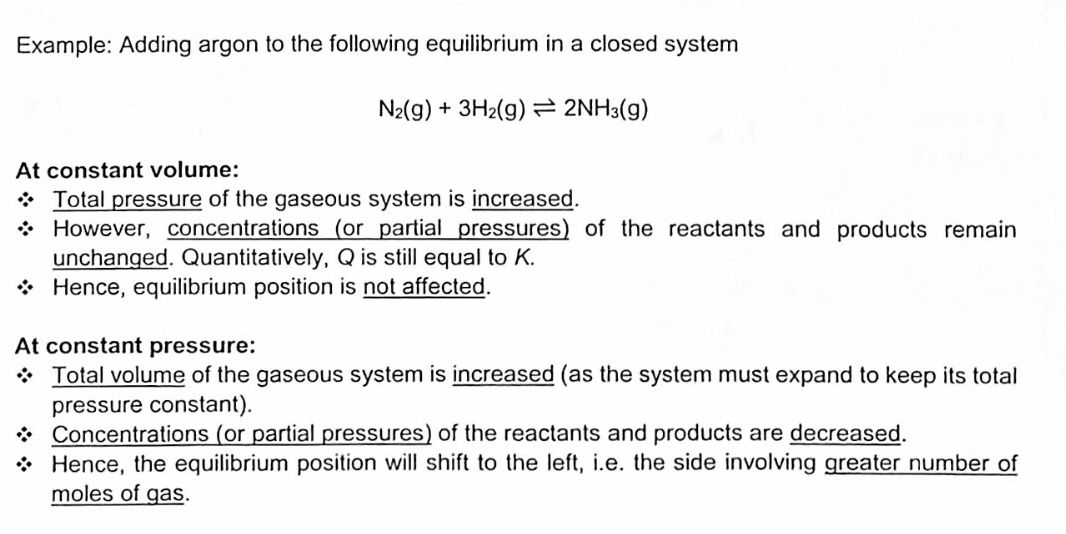 Example: Adding argon to the following equilibrium in a closed system
N₂(g) + 3H₂(g) ⇌ 2NH₃(g)
At constant volume:
❖ Total pressure of the gaseous system is increased.
❖ However, concentrations (or partial pressures) of the reactants and products remain
unchanged. Quantitatively, Q is still equal to K.
❖ Hence, equilibrium position is not affected.
At constant pressure:
❖ Total volume of the gaseous system is increased (as the system must expand to keep its total
pressure constant).
❖ Concentrations (or partial pressures) of the reactants and products are decreased.
❖ Hence, the equilibrium position will shift to the left, i.e. the side involving greater number of
moles of gas.